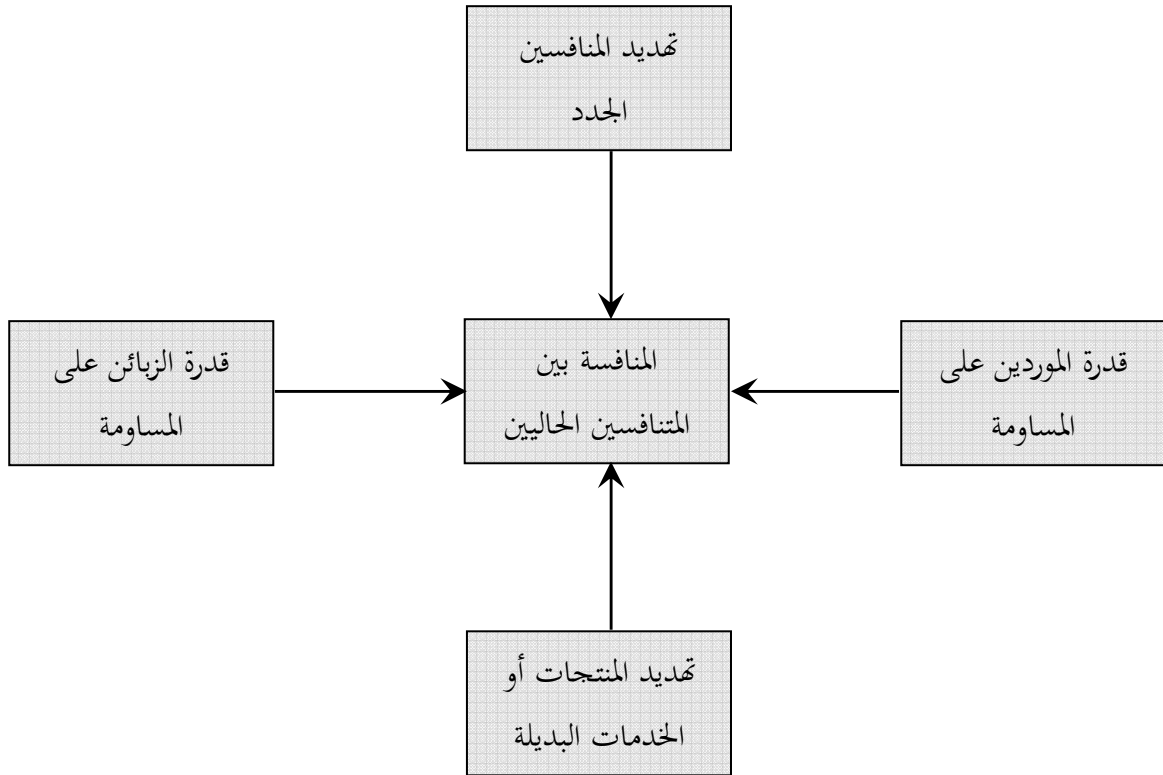 تهديد المنافسين
الجدد
قدرة الموردين على
المساومة
المنافسة بين
المتنافسين الحاليين
قدرة الزبائن على
المساومة
تهديد المنتجات أو
الخدمات البديلة